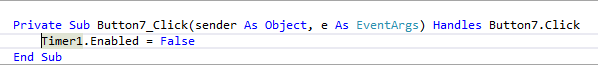 Private Sub Button7_Click(sender As Object, e As EventArgs) Handles Button7.Click
    Timer1.Enabled = False
End Sub